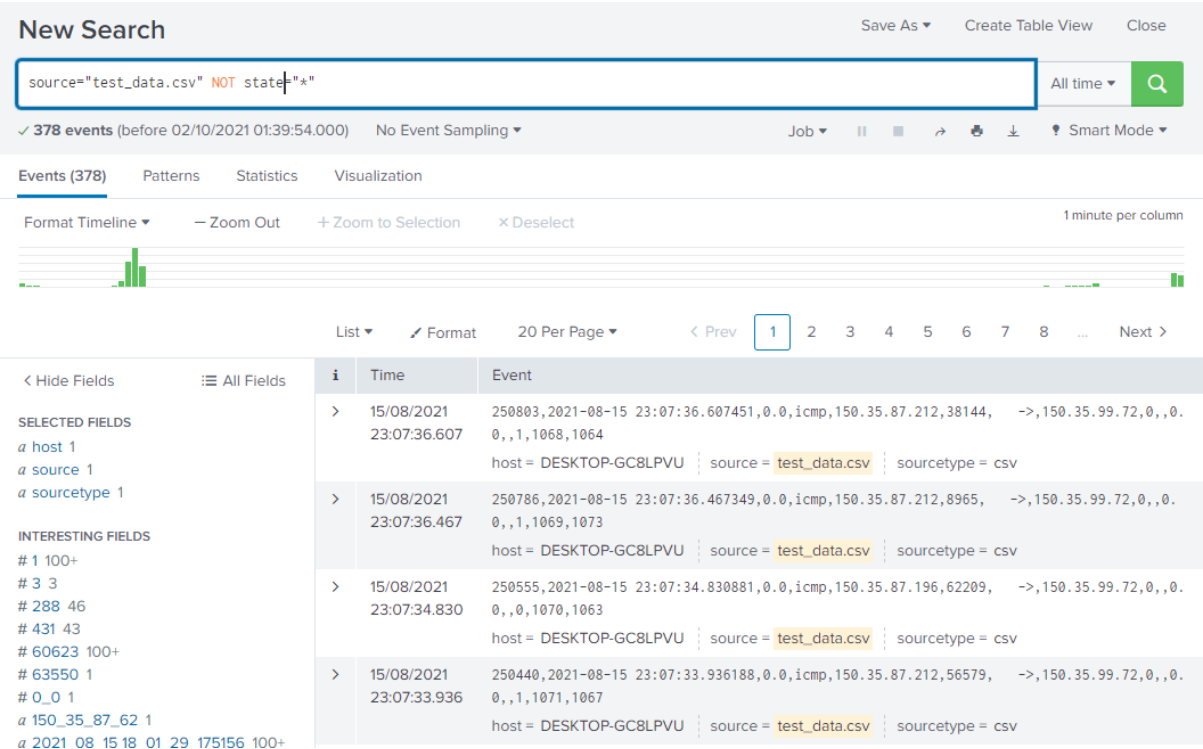 New Search
Save As ▾ Create Table View Close
source="test_data.csv" NOT state="*"
All time ▾
✓ 378 events (before 02/10/2021 01:39:54.000) No Event Sampling ▾
Job ▾ Smart Mode ▾
Events (378) Patterns Statistics Visualization
Format Timeline ▾ — Zoom Out + Zoom to Selection × Deselect
1 minute per column
List ▾ Format 20 Per Page ▾ < Prev 1 2 3 4 5 6 7 8 ... Next >
< Hide Fields All Fields
SELECTED FIELDS
a host 1
a source 1
a sourcetype 1
INTERESTING FIELDS
# 1 100+
# 3 3
# 288 46
# 431 43
# 60623 100+
# 63550 1
# 0_0 1
a 150_35_87_62 1
a 2021_08_15 18_01_29_175156 100+
i Time Event
> 15/08/2021 23:07:36.607
250803,2021-08-15 23:07:36.607451,0.0,icmp,150.35.87.212,38144, ->,150.35.99.72,0,,0.
0,,1,1068,1064
host = DESKTOP-GC8LPVU source = test_data.csv sourcetype = csv
> 15/08/2021 23:07:36.467
250786,2021-08-15 23:07:36.467349,0.0,icmp,150.35.87.212,8965, ->,150.35.99.72,0,,0.
0,,1,1069,1073
host = DESKTOP-GC8LPVU source = test_data.csv sourcetype = csv
> 15/08/2021 23:07:34.830
250555,2021-08-15 23:07:34.830881,0.0,icmp,150.35.87.196,62209, ->,150.35.99.72,0,,0.
0,,0,1070,1063
host = DESKTOP-GC8LPVU source = test_data.csv sourcetype = csv
> 15/08/2021 23:07:33.936
250440,2021-08-15 23:07:33.936188,0.0,icmp,150.35.87.212,56579, ->,150.35.99.72,0,,0.
0,,1,1071,1067
host = DESKTOP-GC8LPVU source = test_data.csv sourcetype = csv